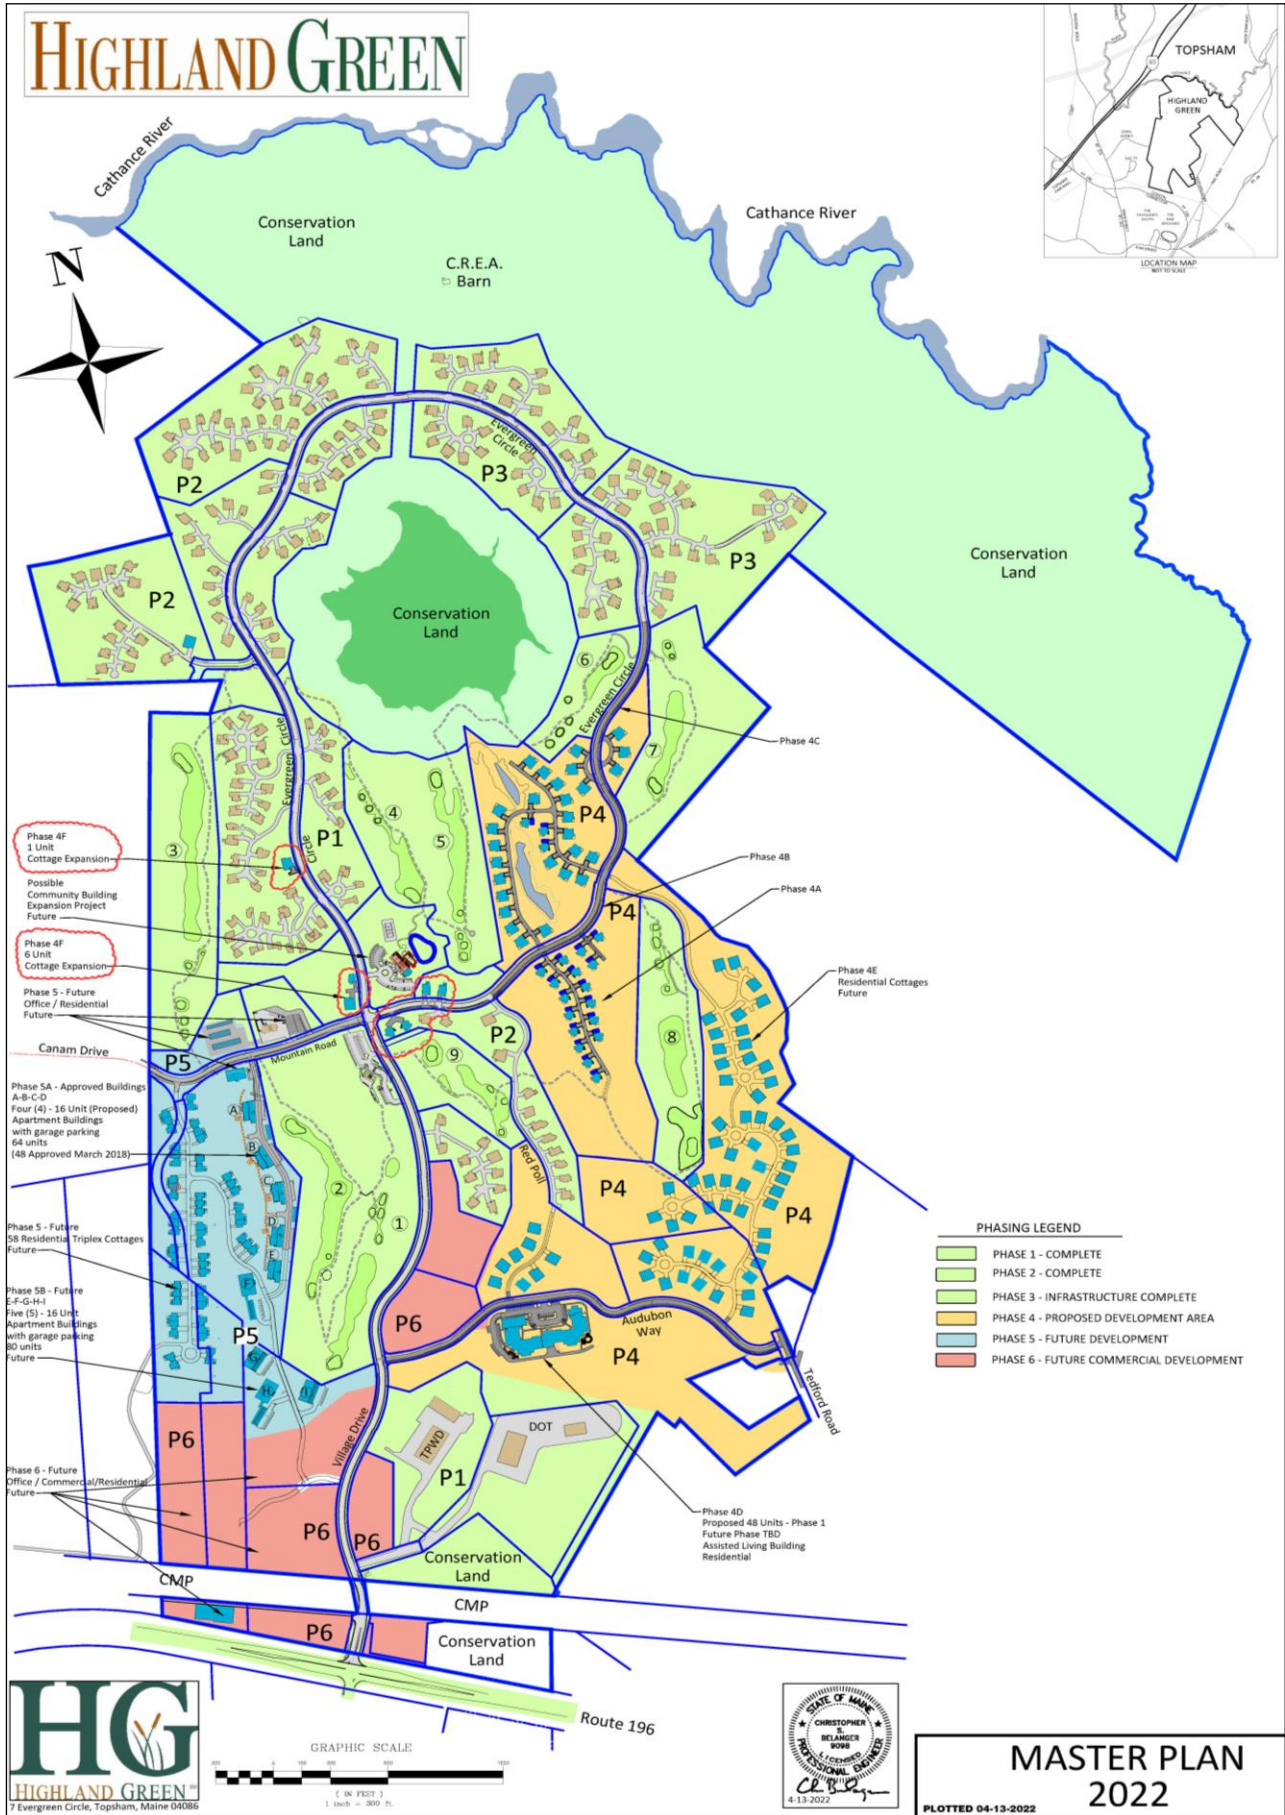 HIGHLAND GREEN
TOPSHAM
HIGHLAND
GREEN
LOCATION MAP
NOT TO SCALE
Cathance River
N
Conservation
Land
C.R.E.A.
Barn
Cathance River
Conservation
Land
Evergreen
Circle
P2
P3
P3
P2
Conservation
Land
6
Evergreen Circle
7
Phase 4C
Evergreen Circle
P1
Circle
3
4
5
P4
Phase 4F
1 Unit
Cottage Expansion
Possible
Community Building
Expansion Project
Future
Phase 4F
6 Unit
Cottage Expansion
Phase 5 - Future
Office / Residential
Future
Phase 4B
Phase 4A
P4
Phase 4E
Residential Cottages
Future
Canam Drive
P5
Mountain Road
P2
9
8
Phase 5A - Approved Buildings
A-B-C-D
Four (4) - 16 Unit (Proposed)
Apartment Buildings
with garage parking
64 units
(48 Approved March 2018)
A
B
C
D
E
F
G
H
I
2
1
Red Poll
P4
P4
Phase 5 - Future
58 Residential Triplex Cottages
Future
Phase 5B - Future
E-F-G-H-I
Five (5) - 16 Unit
Apartment Buildings
with garage parking
80 units
Future
P5
P6
Audubon
Way
P4
Tedford Road
PHASING LEGEND
PHASE 1 - COMPLETE
PHASE 2 - COMPLETE
PHASE 3 - INFRASTRUCTURE COMPLETE
PHASE 4 - PROPOSED DEVELOPMENT AREA
PHASE 5 - FUTURE DEVELOPMENT
PHASE 6 - FUTURE COMMERCIAL DEVELOPMENT
P6
Village Drive
TPWD
DOT
P1
Phase 6 - Future
Office / Commercial/Residential
Future
P6
P6
Phase 4D
Proposed 48 Units - Phase 1
Future Phase TBD
Assisted Living Building
Residential
Conservation
Land
CMP
CMP
P6
Conservation
Land
Route 196
HG
HIGHLAND GREEN
7 Evergreen Circle, Topsham, Maine 04086
GRAPHIC SCALE
( IN FEET )
1 inch = 300 ft.
STATE OF MAINE
CHRISTOPHER
S.
BELANGER
9098
LICENSED
PROFESSIONAL ENGINEER
4-13-2022
MASTER PLAN
2022
PLOTTED 04-13-2022